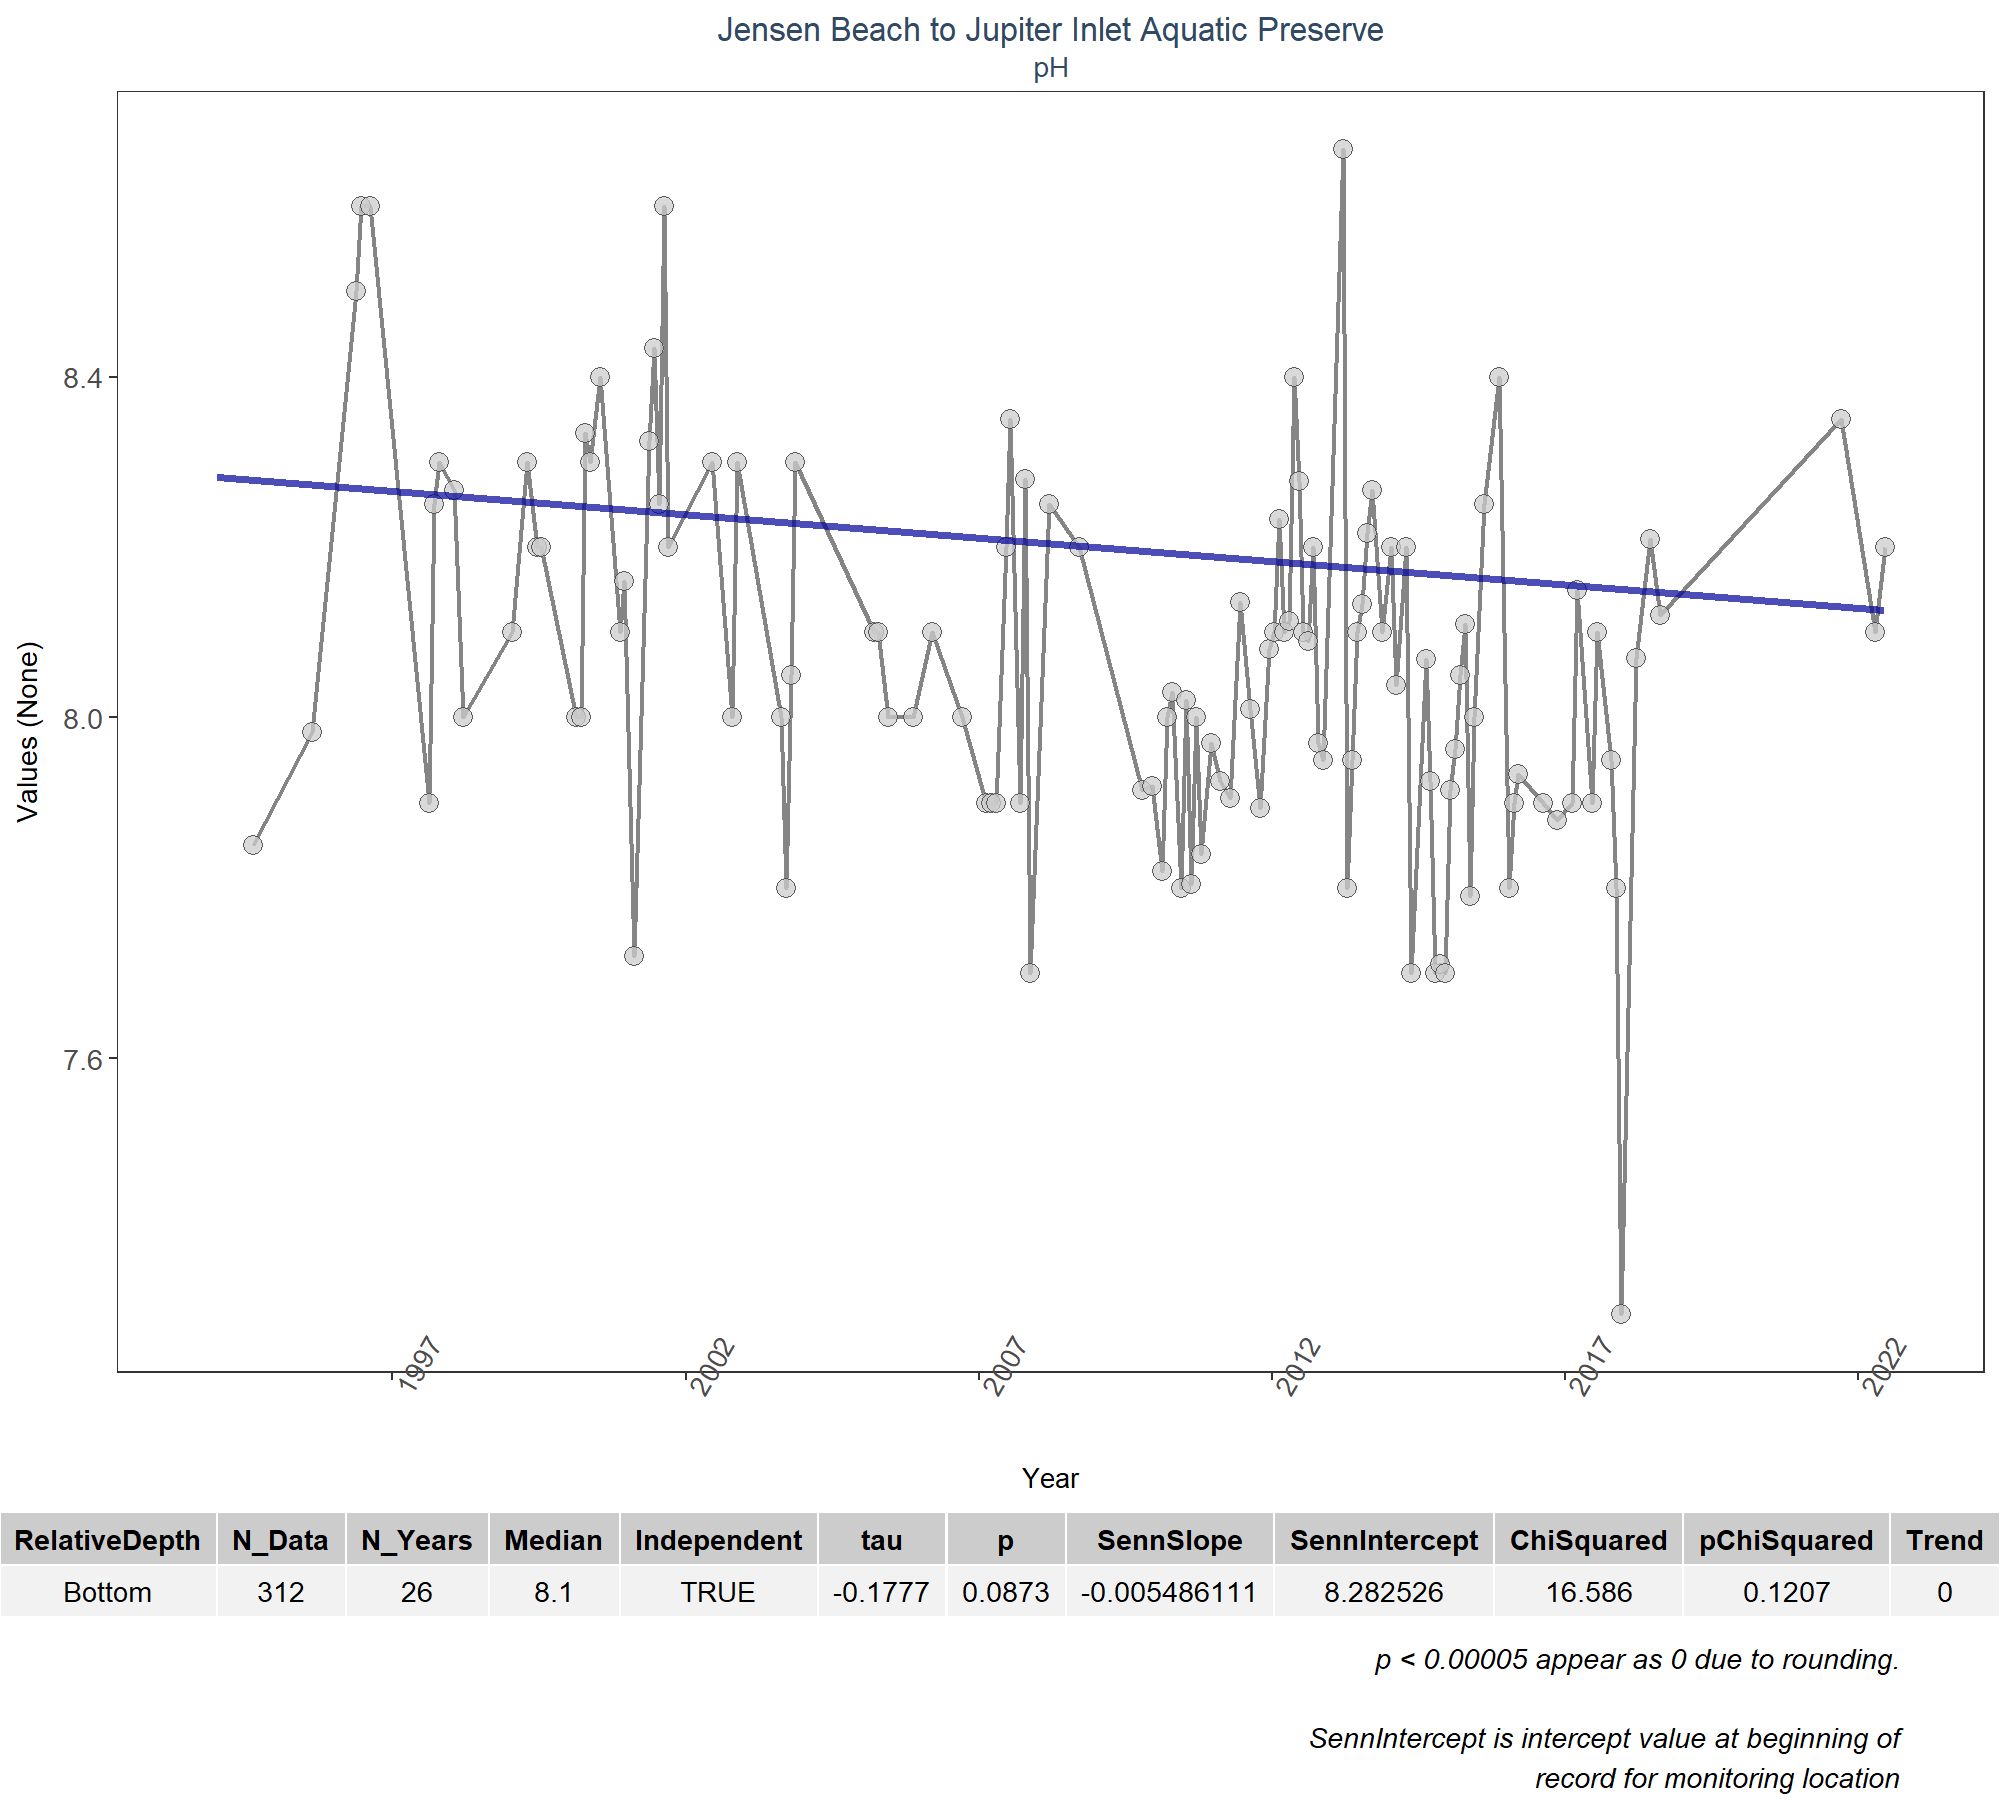 Jensen Beach to Jupiter Inlet Aquatic Preserve
pH
8.4
8.0
7.6
Values (None)
1997
2002
2007
2012
2017
2022
Year
RelativeDepth N_Data N_Years Median Independent tau p SennSlope SennIntercept ChiSquared pChiSquared Trend
Bottom 312 26 8.1 TRUE -0.1777 0.0873 -0.005486111 8.282526 16.586 0.1207 0
p < 0.00005 appear as 0 due to rounding.
SennIntercept is intercept value at beginning of
record for monitoring location